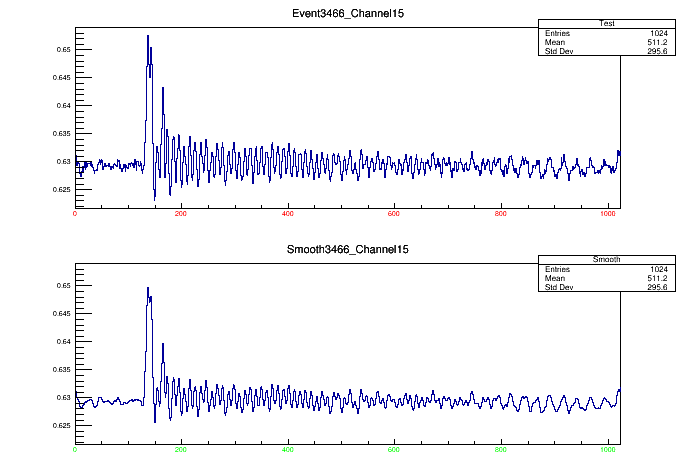 Event3466_Channel15
Test
Entries 1024
Mean 511.2
Std Dev 295.6
0.65
0.645
0.64
0.635
0.63
0.625
0 200 400 600 800 1000
Smooth3466_Channel15
Smooth
Entries 1024
Mean 511.2
Std Dev 295.6
0.65
0.645
0.64
0.635
0.63
0.625
0 200 400 600 800 1000